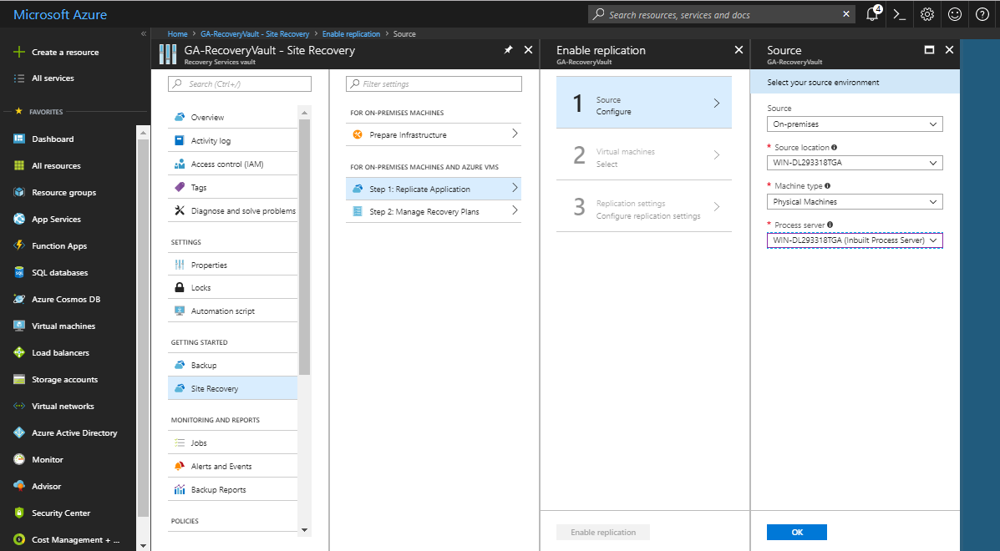 Microsoft Azure
Search resources, services and docs
4
Home > GA-RecoveryVault - Site Recovery > Enable replication > Source
Create a resource
All services
FAVORITES
Dashboard
All resources
Resource groups
App Services
Function Apps
SQL databases
Azure Cosmos DB
Virtual machines
Load balancers
Storage accounts
Virtual networks
Azure Active Directory
Monitor
Advisor
Security Center
Cost Management + ...
GA-RecoveryVault - Site Recovery
Recovery Services vault
Search (Ctrl+/)
Overview
Activity log
Access control (IAM)
Tags
Diagnose and solve problems
SETTINGS
Properties
Locks
Automation script
GETTING STARTED
Backup
Site Recovery
MONITORING AND REPORTS
Jobs
Alerts and Events
Backup Reports
POLICIES
Filter settings
FOR ON-PREMISES MACHINES
Prepare Infrastructure
FOR ON-PREMISES MACHINES AND AZURE VMS
Step 1: Replicate Application
Step 2: Manage Recovery Plans
Enable replication
GA-RecoveryVault
1
Source
Configure
2
Virtual machines
Select
3
Replication settings
Configure replication settings
Enable replication
Source
GA-RecoveryVault
Select your source environment
Source
On-premises
* Source location
WIN-DL293318TGA
* Machine type
Physical Machines
* Process server
WIN-DL293318TGA (Inbuilt Process Server)
OK